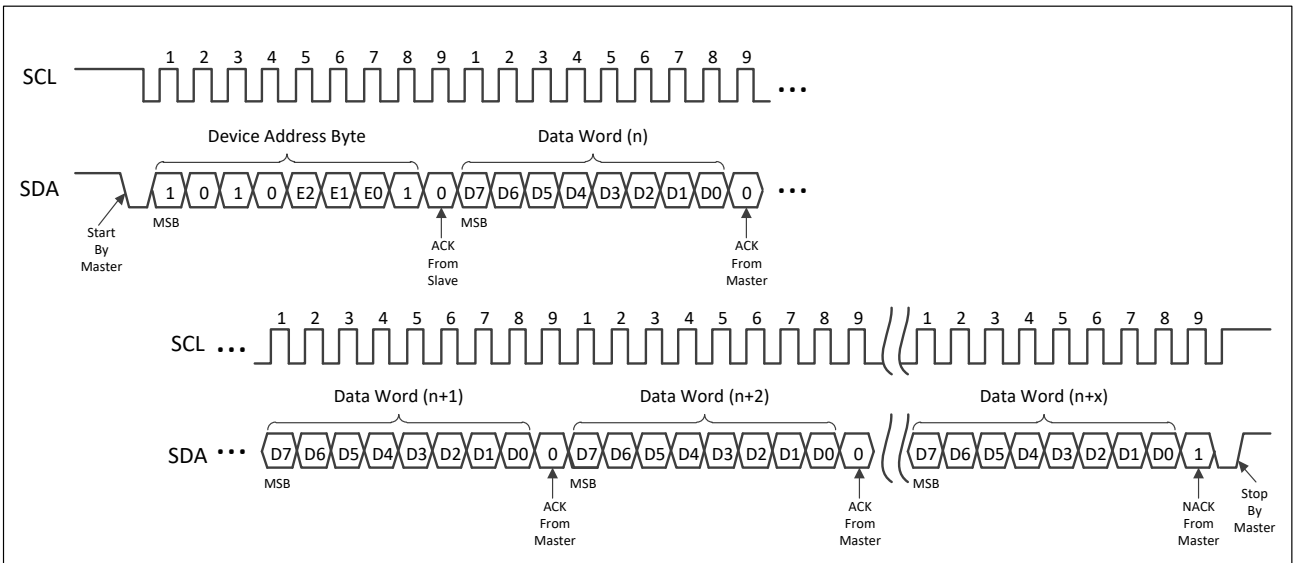 1 2 3 4 5 6 7 8 9 1 2 3 4 5 6 7 8 9
SCL ...
Device Address Byte Data Word (n)
SDA 1 0 1 0 E2 E1 E0 1 0 D7 D6 D5 D4 D3 D2 D1 D0 0 ...
MSB MSB
Start
By
Master
ACK
From
Slave
ACK
From
Master
1 2 3 4 5 6 7 8 9 1 2 3 4 5 6 7 8 9 1 2 3 4 5 6 7 8 9
SCL ...
Data Word (n+1) Data Word (n+2) Data Word (n+x)
SDA ... D7 D6 D5 D4 D3 D2 D1 D0 0 D7 D6 D5 D4 D3 D2 D1 D0 0 D7 D6 D5 D4 D3 D2 D1 D0 1
MSB MSB MSB
ACK
From
Master
ACK
From
Master
NACK
From
Master
Stop
By
Master